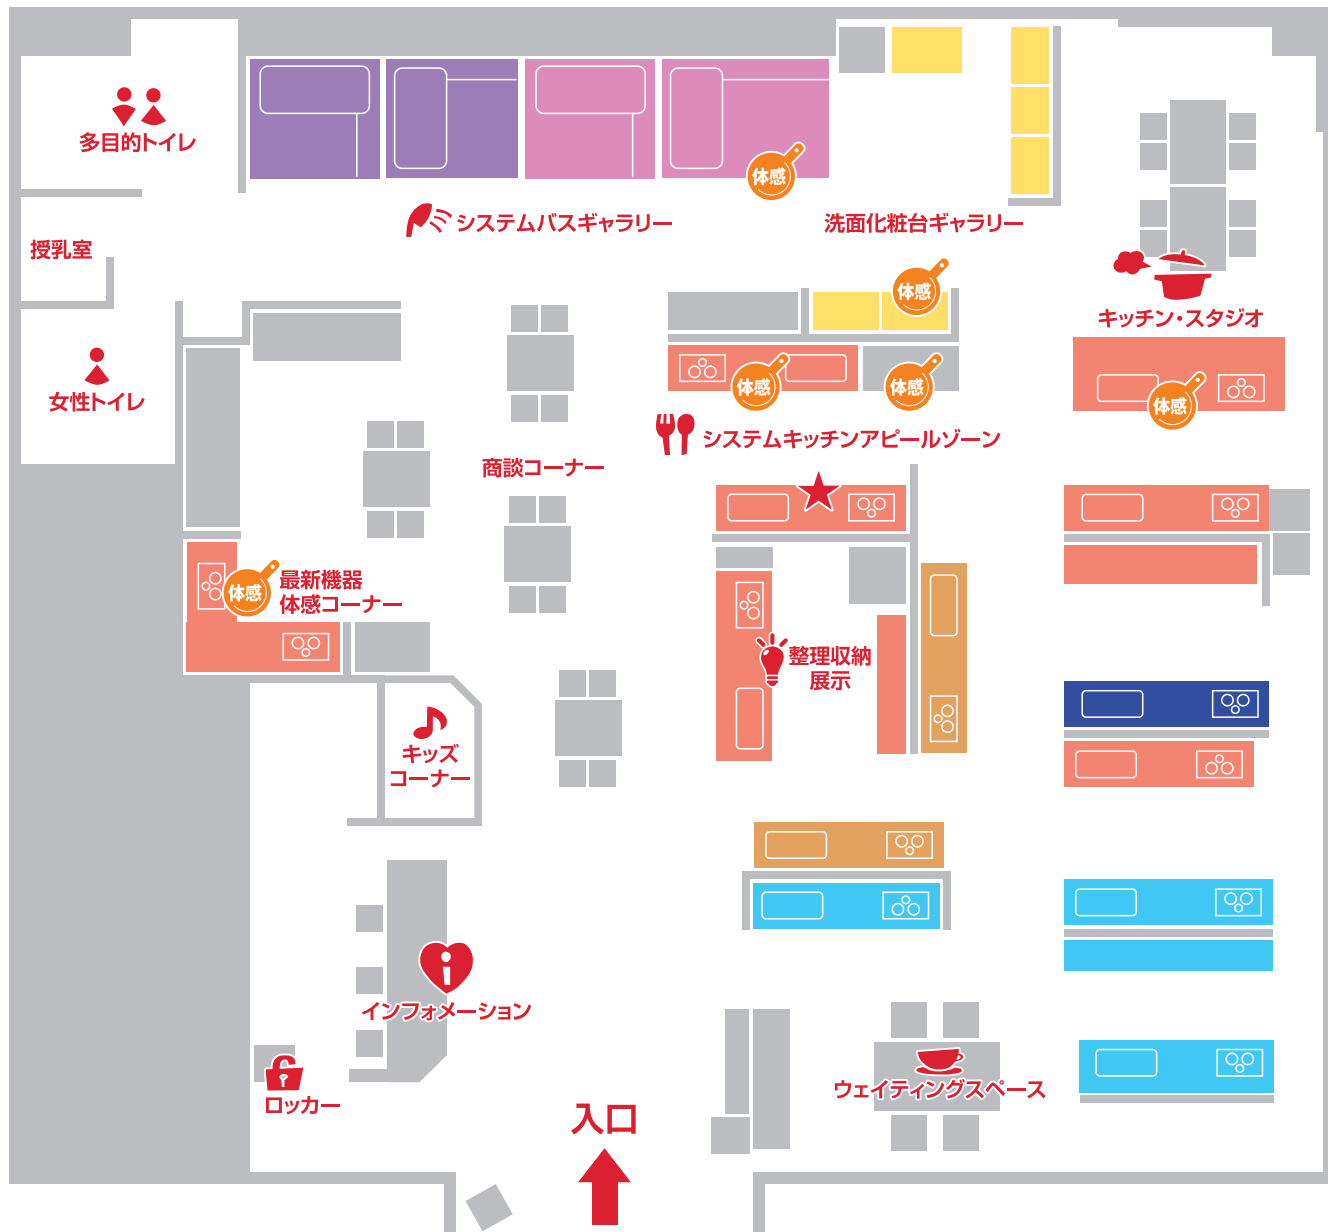 多目的トイレ
体感
システムバスギャラリー
洗面化粧台ギャラリー
授乳室
体感
キッチン・スタジオ
女性トイレ
体感
体感
体感
システムキッチンアピールゾーン
商談コーナー
体感
最新機器
体感コーナー
整理収納
展示
キッズ
コーナー
i
インフォメーション
ロッカー
ウェイティングスペース
入口